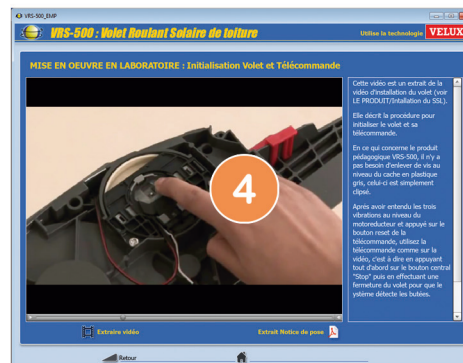 VRS-500_EMP
VRS-500 : Volet Roulant Solaire de toiture
Utilise la technologie VELUX
MISE EN OEUVRE EN LABORATOIRE : Initialisation Volet et Télécommande
4
Cette vidéo est un extrait de la
vidéo d'installation du volet (voir
LE PRODUIT/Intallation du SSL).
Elle décrit la procédure pour
initialiser le volet et sa
télécommande.
En ce qui concerne le produit
pédagogique VRS-500, il n'y a
pas besoin d'enlever de vis au
niveau du cache en plastique
gris, celui-ci est simplement
clipsé.
Après avoir entendu les trois
vibrations au niveau du
motoreducteur et appuyé sur le
bouton reset de la
télécommande, utilisez la
télécommande comme sur la
vidéo, c'est à dire en appuyant
tout d'abord sur le bouton central
"Stop" puis en effectuant une
fermeture du volet pour que le
ystème détecte les butées.
Extraire vidéo
Extrait Notice de pose
Retour